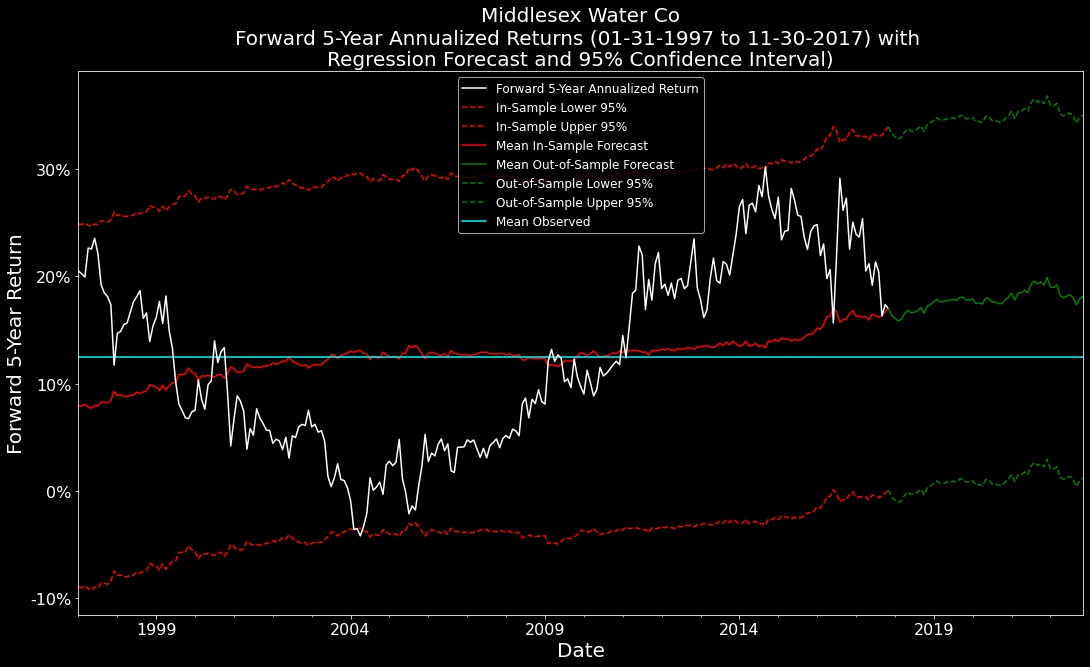 Middlesex Water Co
Forward 5-Year Annualized Returns (01-31-1997 to 11-30-2017) with
Regression Forecast and 95% Confidence Interval)
Forward 5-Year Annualized Return
In-Sample Lower 95%
In-Sample Upper 95%
Mean In-Sample Forecast
Mean Out-of-Sample Forecast
Out-of-Sample Lower 95%
Out-of-Sample Upper 95%
Mean Observed
Forward 5-Year Return
30%
20%
10%
0%
-10%
1999
2004
2009
2014
2019
Date